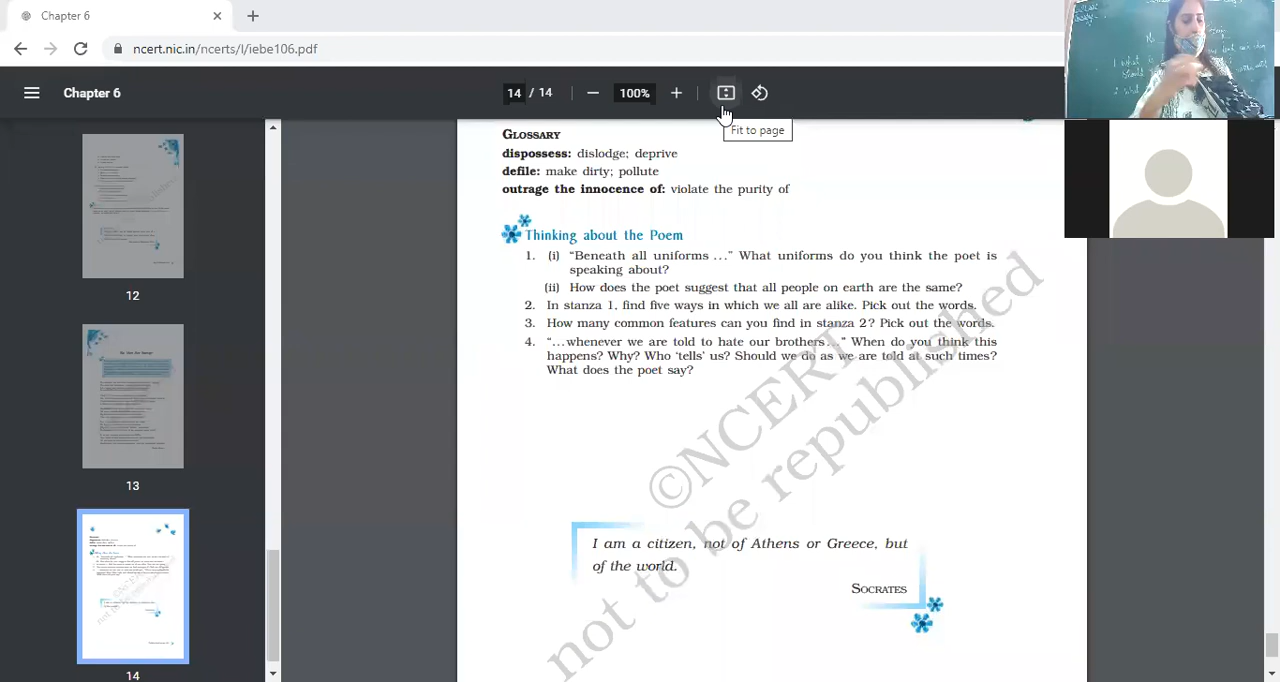 Chapter 6
ncert.nic.in/ncerts/l/iebe106.pdf
Chapter 6
14 / 14
100%
Fit to page
12
13
14
GLOSSARY
dispossess: dislodge; deprive
defile: make dirty; pollute
outrage the innocence of: violate the purity of
Thinking about the Poem
1. (i) “Beneath all uniforms ...” What uniforms do you think the poet is
speaking about?
(ii) How does the poet suggest that all people on earth are the same?
2. In stanza 1, find five ways in which we all are alike. Pick out the words.
3. How many common features can you find in stanza 2? Pick out the words.
4. “...whenever we are told to hate our brothers...” When do you think this
happens? Why? Who ‘tells’ us? Should we do as we are told at such times?
What does the poet say?
©NCERT
not to be republished
I am a citizen, not of Athens or Greece, but
of the world.
SOCRATES